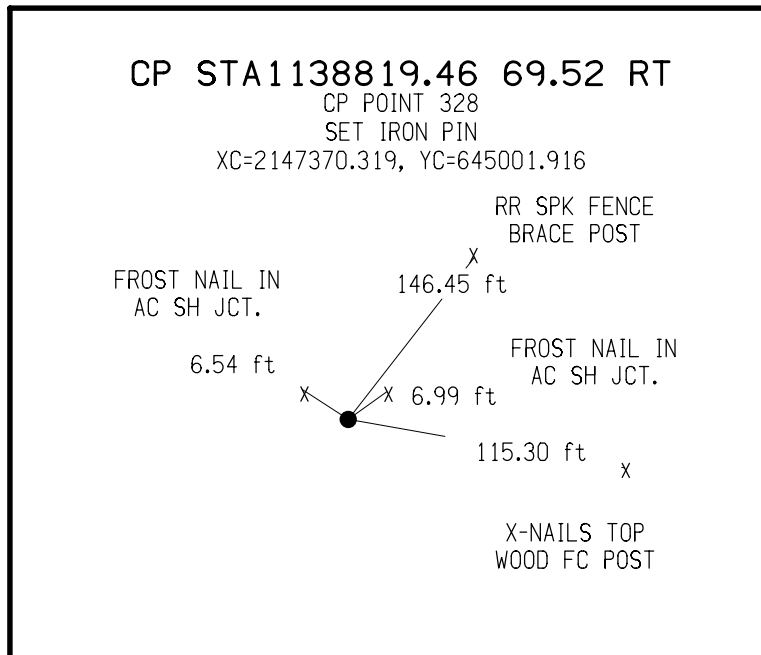 CP STA1138819.46 69.52 RT
CP POINT 328
SET IRON PIN
XC=2147370.319, YC=645001.916
RR SPK FENCE
BRACE POST
146.45 ft
FROST NAIL IN
AC SH JCT.
6.54 ft
FROST NAIL IN
AC SH JCT.
6.99 ft
115.30 ft
X-NAILS TOP
WOOD FC POST